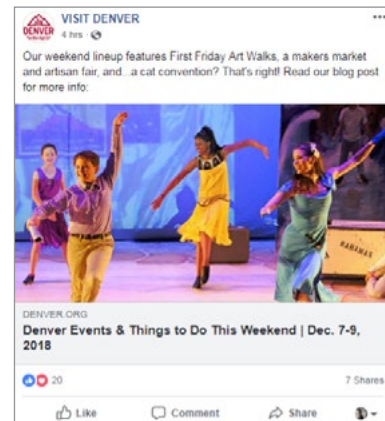 VISIT DENVER
DENVER
4 hrs ·
Our weekend lineup features First Friday Art Walks, a makers market
and artisan fair, and...a cat convention? That's right! Read our blog post
for more info:
BAHAMAS
DENVER.ORG
Denver Events & Things to Do This Weekend | Dec. 7-9,
2018
20
7 Shares
Like
Comment
Share